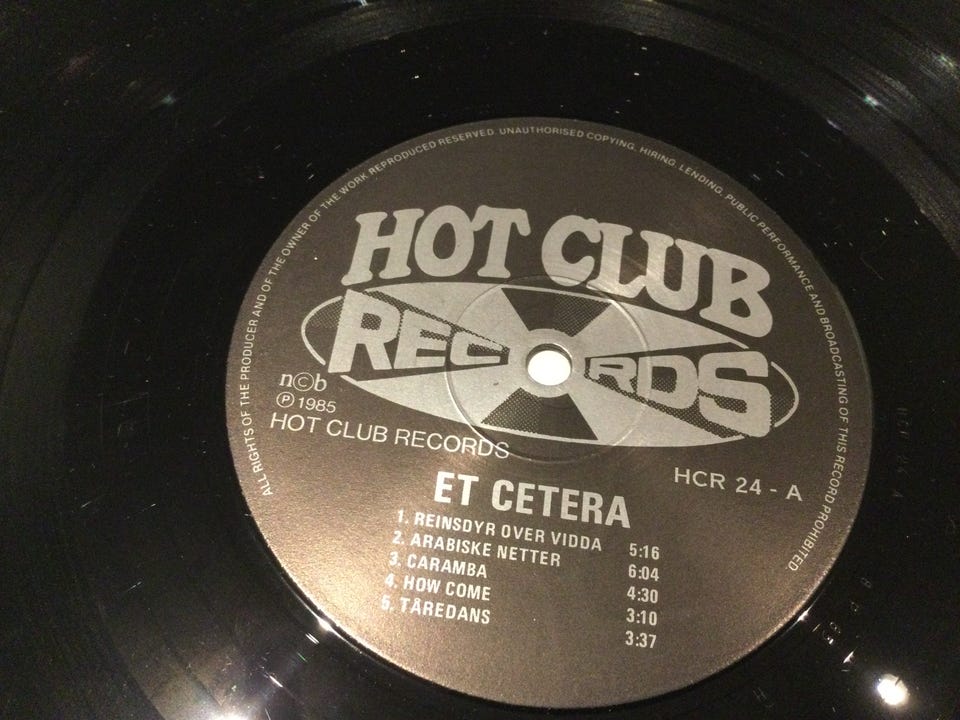 ALL RIGHTS OF THE PRODUCER AND OF THE OWNER OF THE WORK REPRODUCED RESERVED. UNAUTHORISED COPYING, HIRING, LENDING, PUBLIC PERFORMANCE AND BROADCASTING OF THIS RECORD PROHIBITED
HOT CLUB
RECORDS
n©b
℗ 1985
HOT CLUB RECORDS
HCR 24 - A
ET CETERA
1. REINSDYR OVER VIDDA 5:16
2. ARABISKE NETTER 6:04
3. CARAMBA 4:30
4. HOW COME 3:10
5. TÅREDANS 3:37